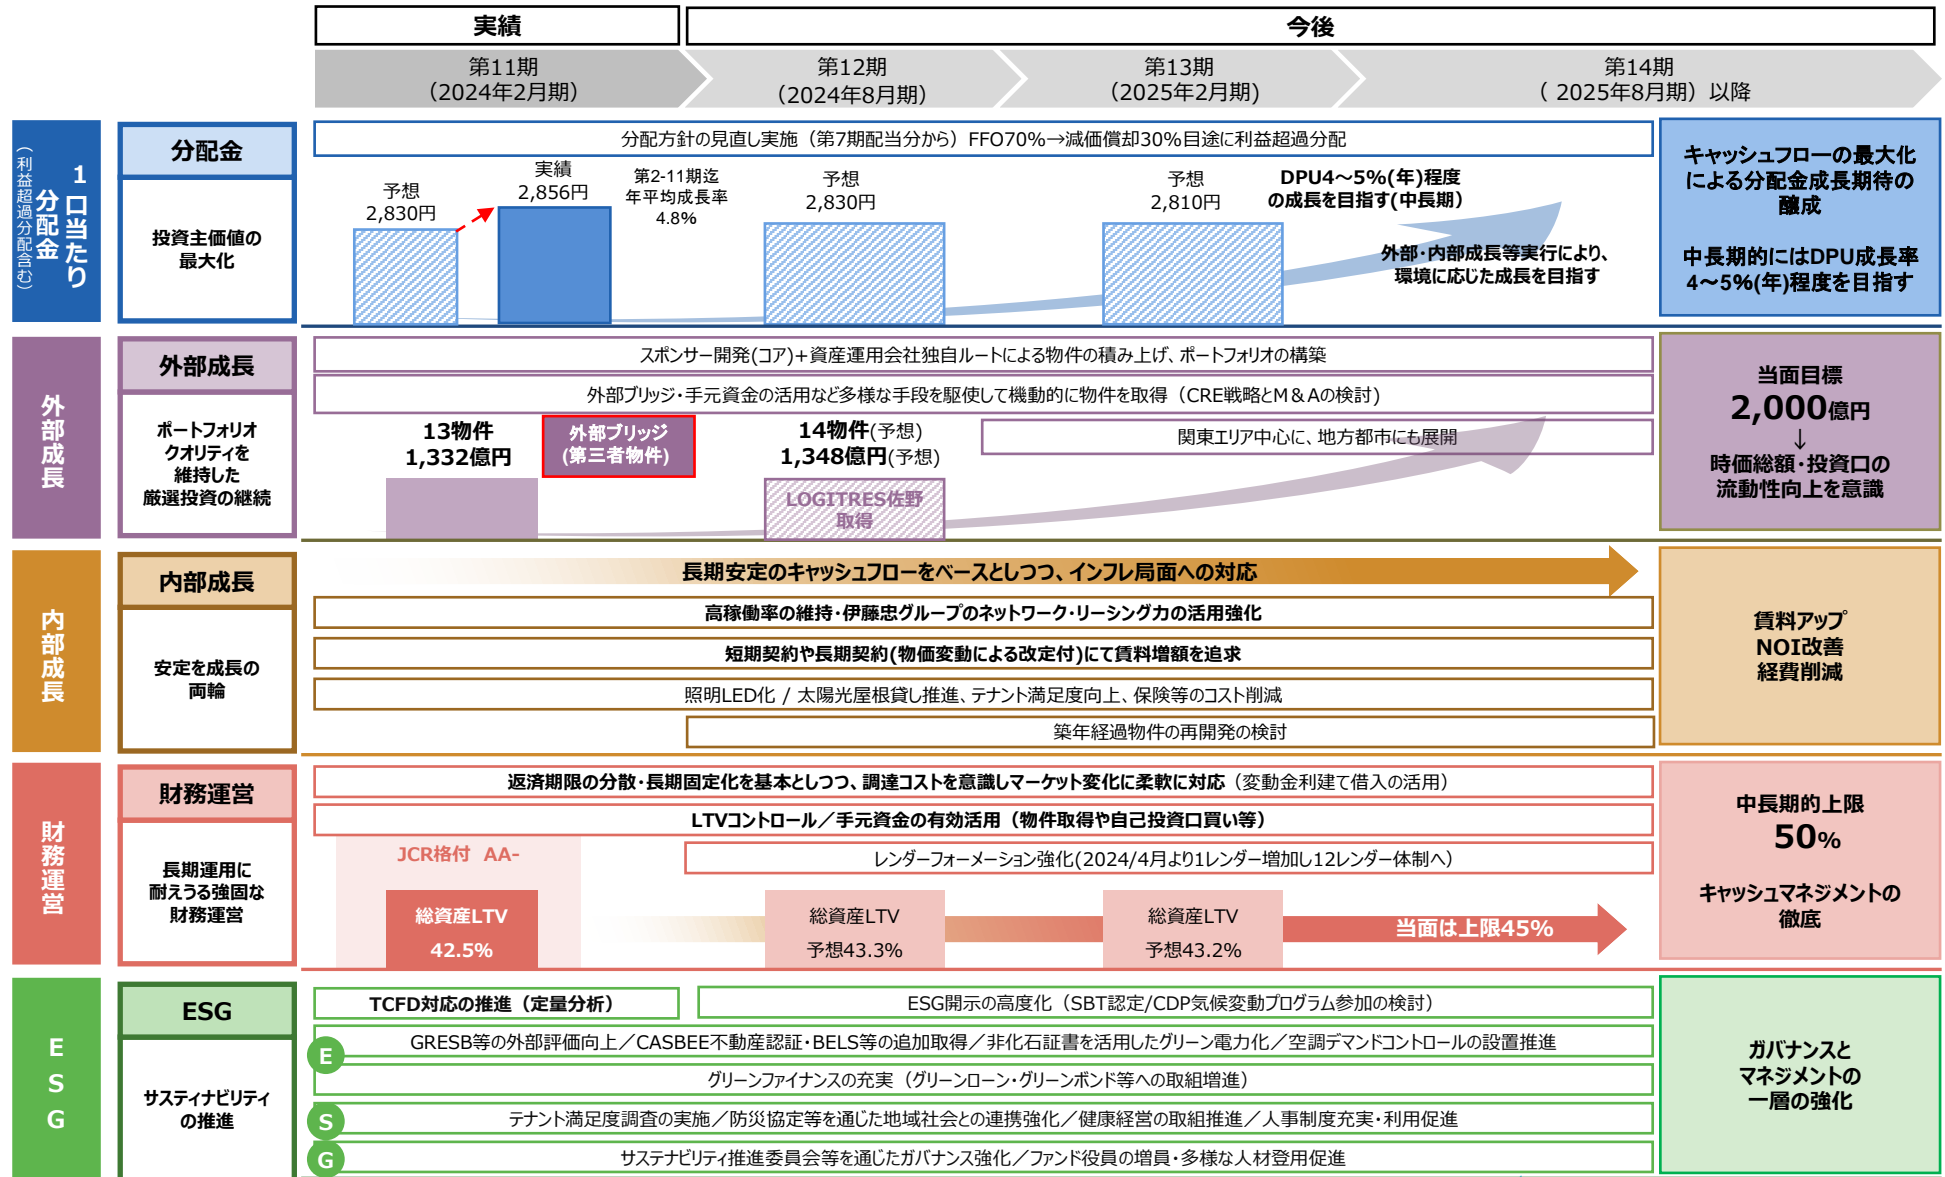 実績
今後
第11期
（2024年2月期）
第12期
（2024年8月期）
第13期
（2025年2月期)
第14期
（ 2025年8月期）以降
1口当たり
分配金
（利益超過分配含む）
分配金
投資主価値の
最大化
分配方針の見直し実施（第7期配当分から）FFO70%→減価償却30%目途に利益超過分配
予想
2,830円
実績
2,856円
第2-11期迄
年平均成長率
4.8%
予想
2,830円
予想
2,810円
DPU4～5%(年)程度
の成長を目指す(中長期）
外部・内部成長等実行により、
環境に応じた成長を目指す
キャッシュフローの最大化
による分配金成長期待の
醸成
中長期的にはDPU成長率
4～5%(年)程度を目指す
外部成長
外部成長
ポートフォリオ
クオリティを
維持した
厳選投資の継続
スポンサー開発(コア)+資産運用会社独自ルートによる物件の積み上げ、ポートフォリオの構築
外部ブリッジ・手元資金の活用など多様な手段を駆使して機動的に物件を取得（CRE戦略とM＆Aの検討)
13物件
1,332億円
外部ブリッジ
(第三者物件)
14物件(予想)
1,348億円(予想)
LOGITRES佐野
取得
関東エリア中心に、地方都市にも展開
当面目標
2,000億円
↓
時価総額・投資口の
流動性向上を意識
内部成長
内部成長
安定を成長の
両輪
長期安定のキャッシュフローをベースとしつつ、インフレ局面への対応
高稼働率の維持・伊藤忠グループのネットワーク・リーシング力の活用強化
短期契約や長期契約(物価変動による改定付)にて賃料増額を追求
照明LED化 / 太陽光屋根貸し推進、テナント満足度向上、保険等のコスト削減
築年経過物件の再開発の検討
賃料アップ
NOI改善
経費削減
財務運営
財務運営
長期運用に
耐えうる強固な
財務運営
返済期限の分散・長期固定化を基本としつつ、調達コストを意識しマーケット変化に柔軟に対応（変動金利建て借入の活用）
LTVコントロール／手元資金の有効活用（物件取得や自己投資口買い等）
JCR格付 AA-
レンダーフォーメーション強化(2024/4月より1レンダー増加し12レンダー体制へ）
総資産LTV
42.5%
総資産LTV
予想43.3%
総資産LTV
予想43.2%
当面は上限45%
中長期的上限
50%
キャッシュマネジメントの
徹底
ESG
ESG
サスティナビリティ
の推進
TCFD対応の推進（定量分析）
ESG開示の高度化（SBT認定/CDP気候変動プログラム参加の検討）
E
GRESB等の外部評価向上／CASBEE不動産認証・BELS等の追加取得／非化石証書を活用したグリーン電力化／空調デマンドコントロールの設置推進
グリーンファイナンスの充実（グリーンローン・グリーンボンド等への取組増進）
S
テナント満足度調査の実施／防災協定等を通じた地域社会との連携強化／健康経営の取組推進／人事制度充実・利用促進
G
サステナビリティ推進委員会等を通じたガバナンス強化／ファンド役員の増員・多様な人材登用促進
ガバナンスと
マネジメントの
一層の強化